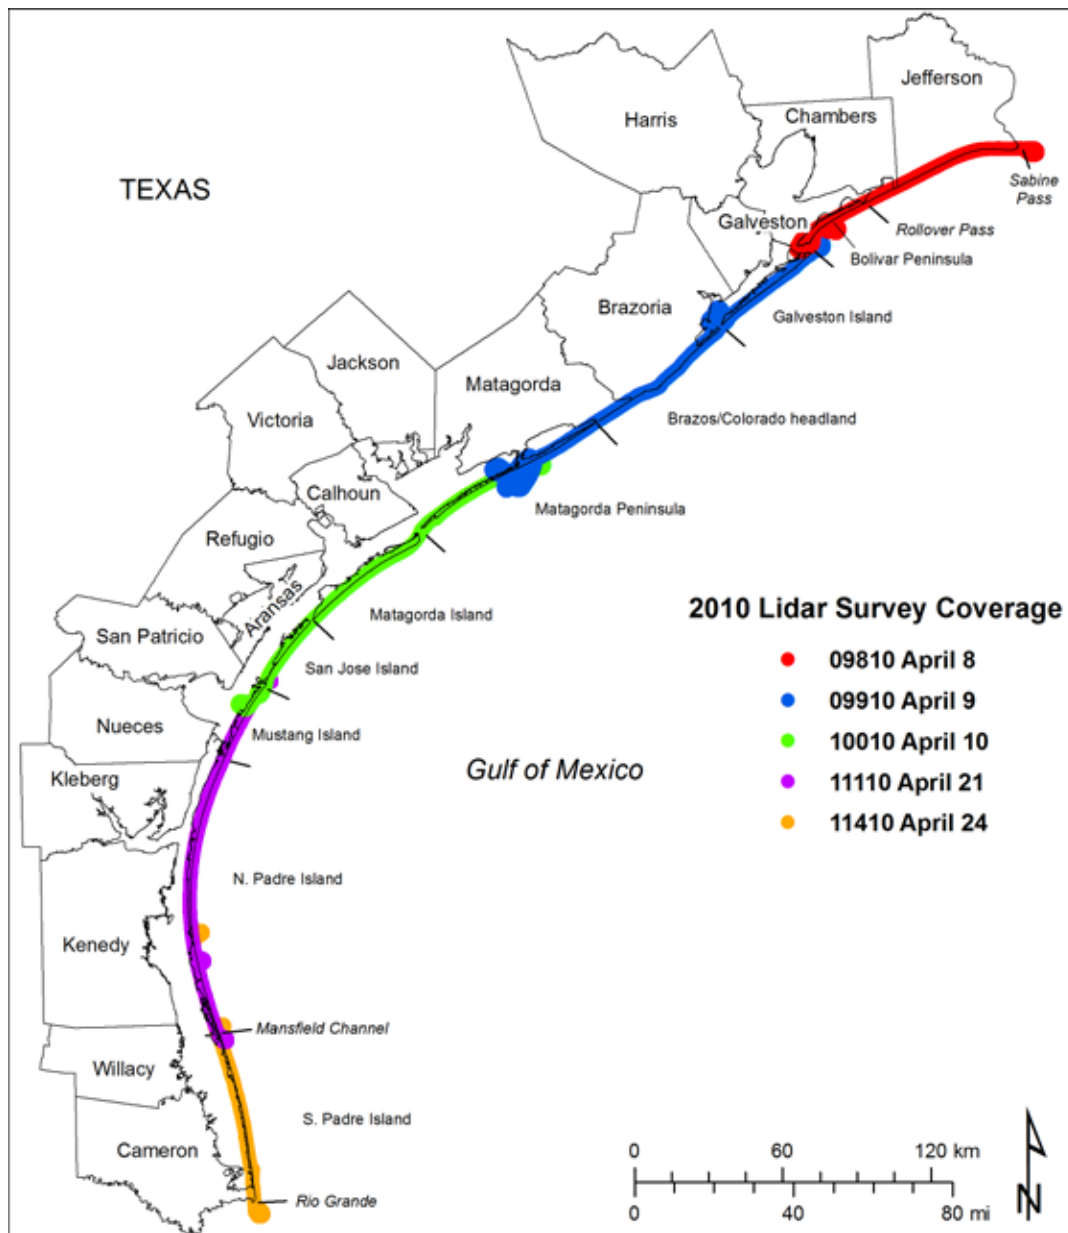 Jefferson
Chambers
Harris
TEXAS
Sabine
Pass
Galveston
Rollover Pass
Bolivar Peninsula
Brazoria
Galveston Island
Jackson
Matagorda
Victoria
Brazos/Colorado headland
Calhoun
Matagorda Peninsula
Refugio
Aransas
Matagorda Island
San Patricio
San Jose Island
Nueces
Mustang Island
Kleberg
Gulf of Mexico
2010 Lidar Survey Coverage
09810 April 8
09910 April 9
10010 April 10
11110 April 21
11410 April 24
N. Padre Island
Kenedy
Mansfield Channel
Willacy
S. Padre Island
Cameron
Rio Grande
0 60 120 km
0 40 80 mi
N